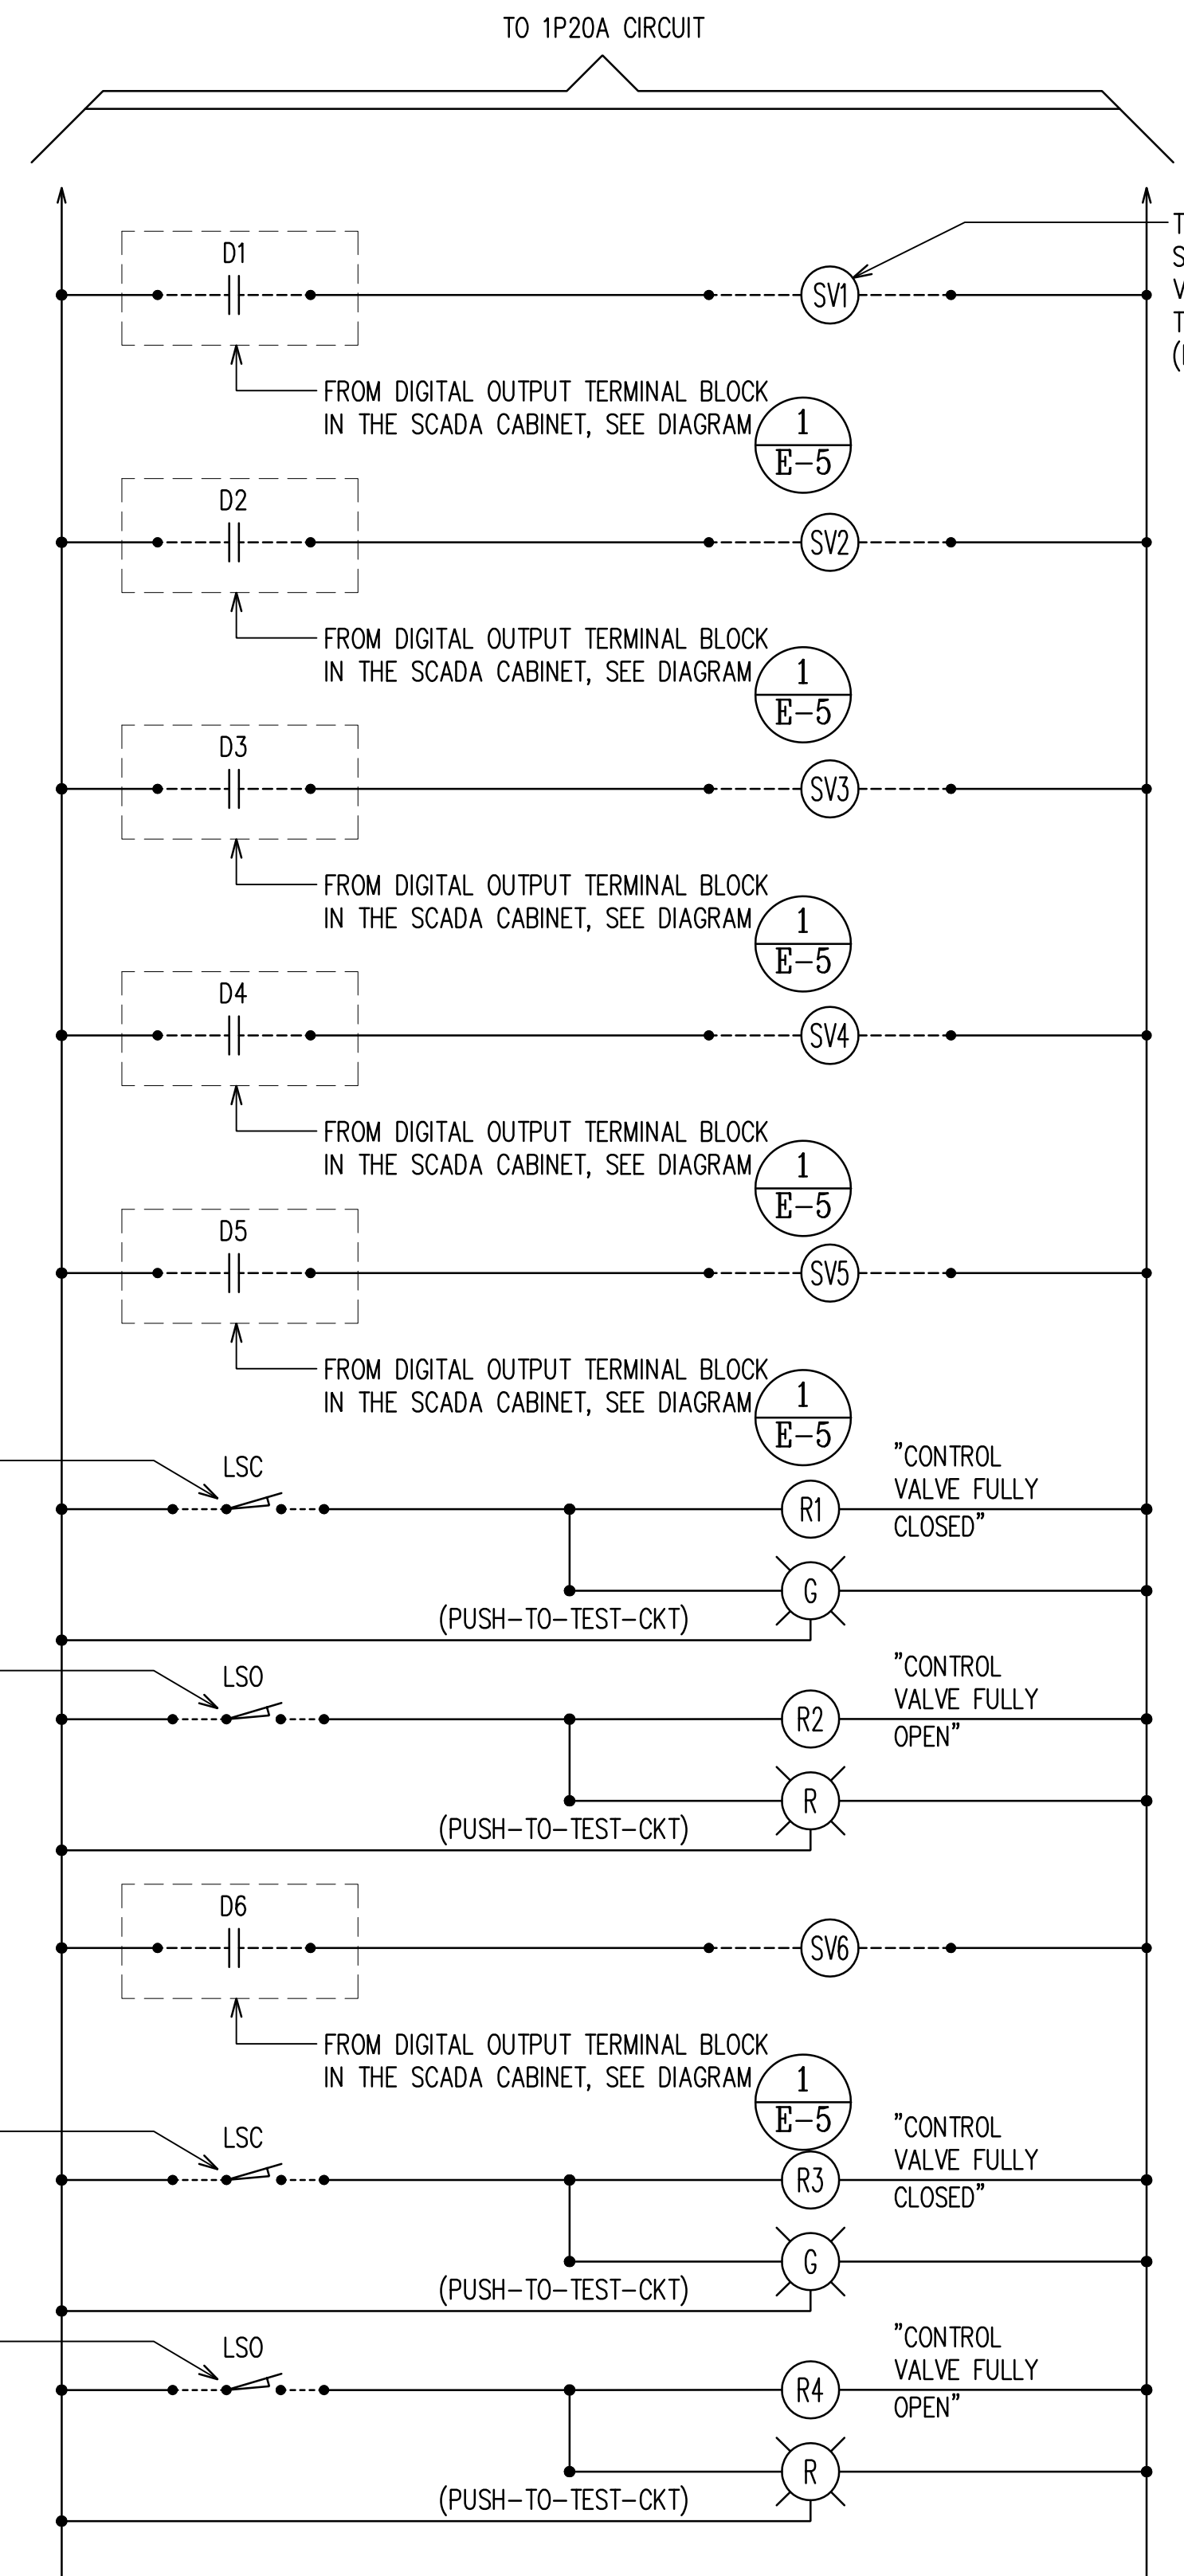 TO 1P20A CIRCUIT
D1
SV1
T
S
V
T
FROM DIGITAL OUTPUT TERMINAL BLOCK
IN THE SCADA CABINET, SEE DIAGRAM
1
E-5
D2
SV2
FROM DIGITAL OUTPUT TERMINAL BLOCK
IN THE SCADA CABINET, SEE DIAGRAM
1
E-5
D3
SV3
FROM DIGITAL OUTPUT TERMINAL BLOCK
IN THE SCADA CABINET, SEE DIAGRAM
1
E-5
D4
SV4
FROM DIGITAL OUTPUT TERMINAL BLOCK
IN THE SCADA CABINET, SEE DIAGRAM
1
E-5
D5
SV5
FROM DIGITAL OUTPUT TERMINAL BLOCK
IN THE SCADA CABINET, SEE DIAGRAM
1
E-5
LSC
R1
"CONTROL
VALVE FULLY
CLOSED"
G
(PUSH-TO-TEST-CKT)
LSO
R2
"CONTROL
VALVE FULLY
OPEN"
R
(PUSH-TO-TEST-CKT)
D6
SV6
FROM DIGITAL OUTPUT TERMINAL BLOCK
IN THE SCADA CABINET, SEE DIAGRAM
1
E-5
LSC
R3
"CONTROL
VALVE FULLY
CLOSED"
G
(PUSH-TO-TEST-CKT)
LSO
R4
"CONTROL
VALVE FULLY
OPEN"
R
(PUSH-TO-TEST-CKT)